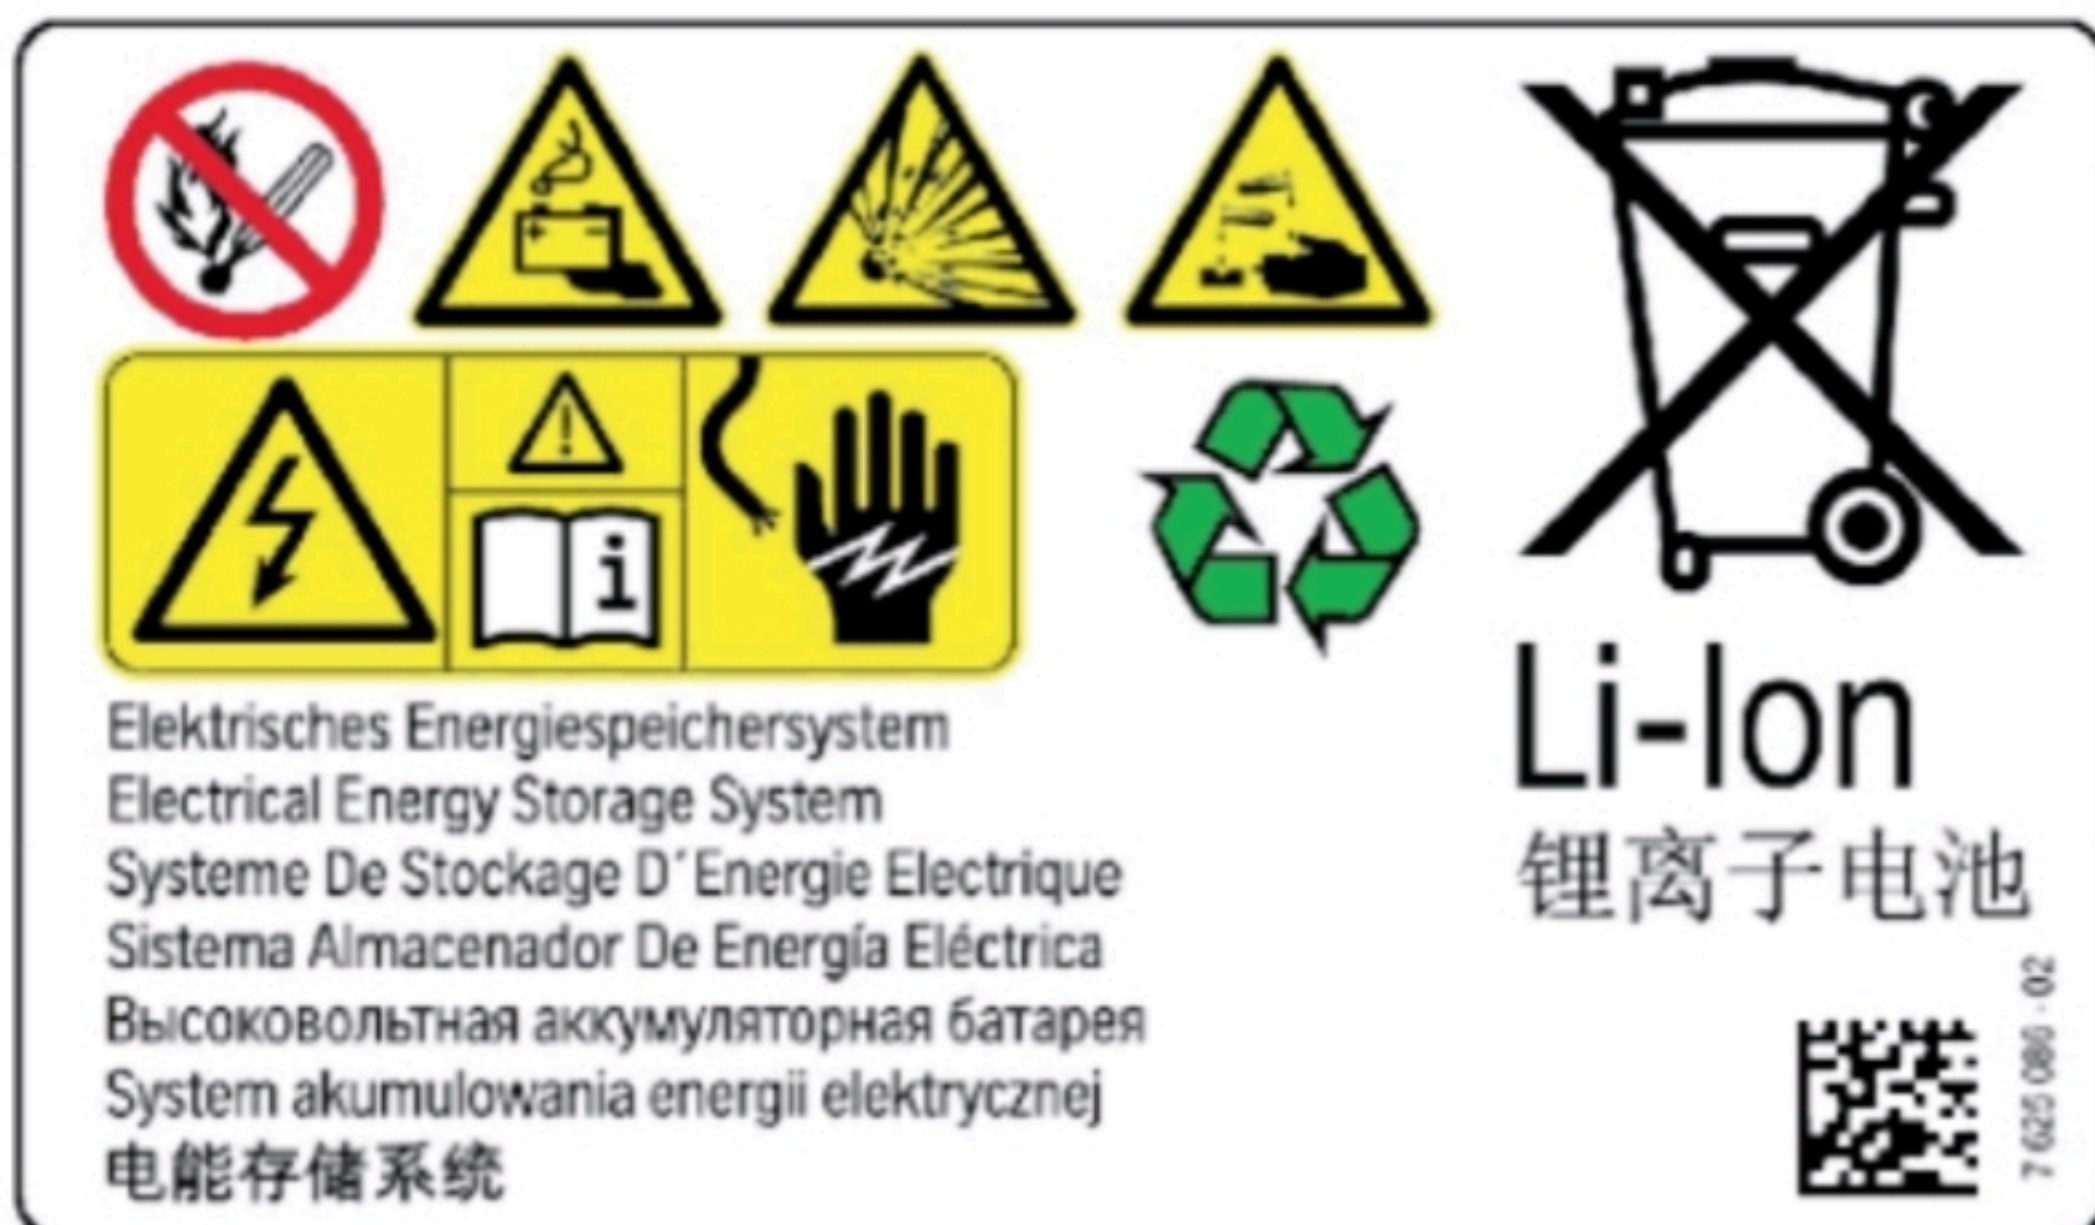 Elektrisches Energiespeichersystem
Electrical Energy Storage System
Systeme De Stockage D´Energie Electrique
Sistema Almacenador De Energía Eléctrica
Высоковольтная аккумуляторная батарея
System akumulowania energii elektrycznej
电能存储系统
Li-Ion
锂离子电池
7 625 086 - 02